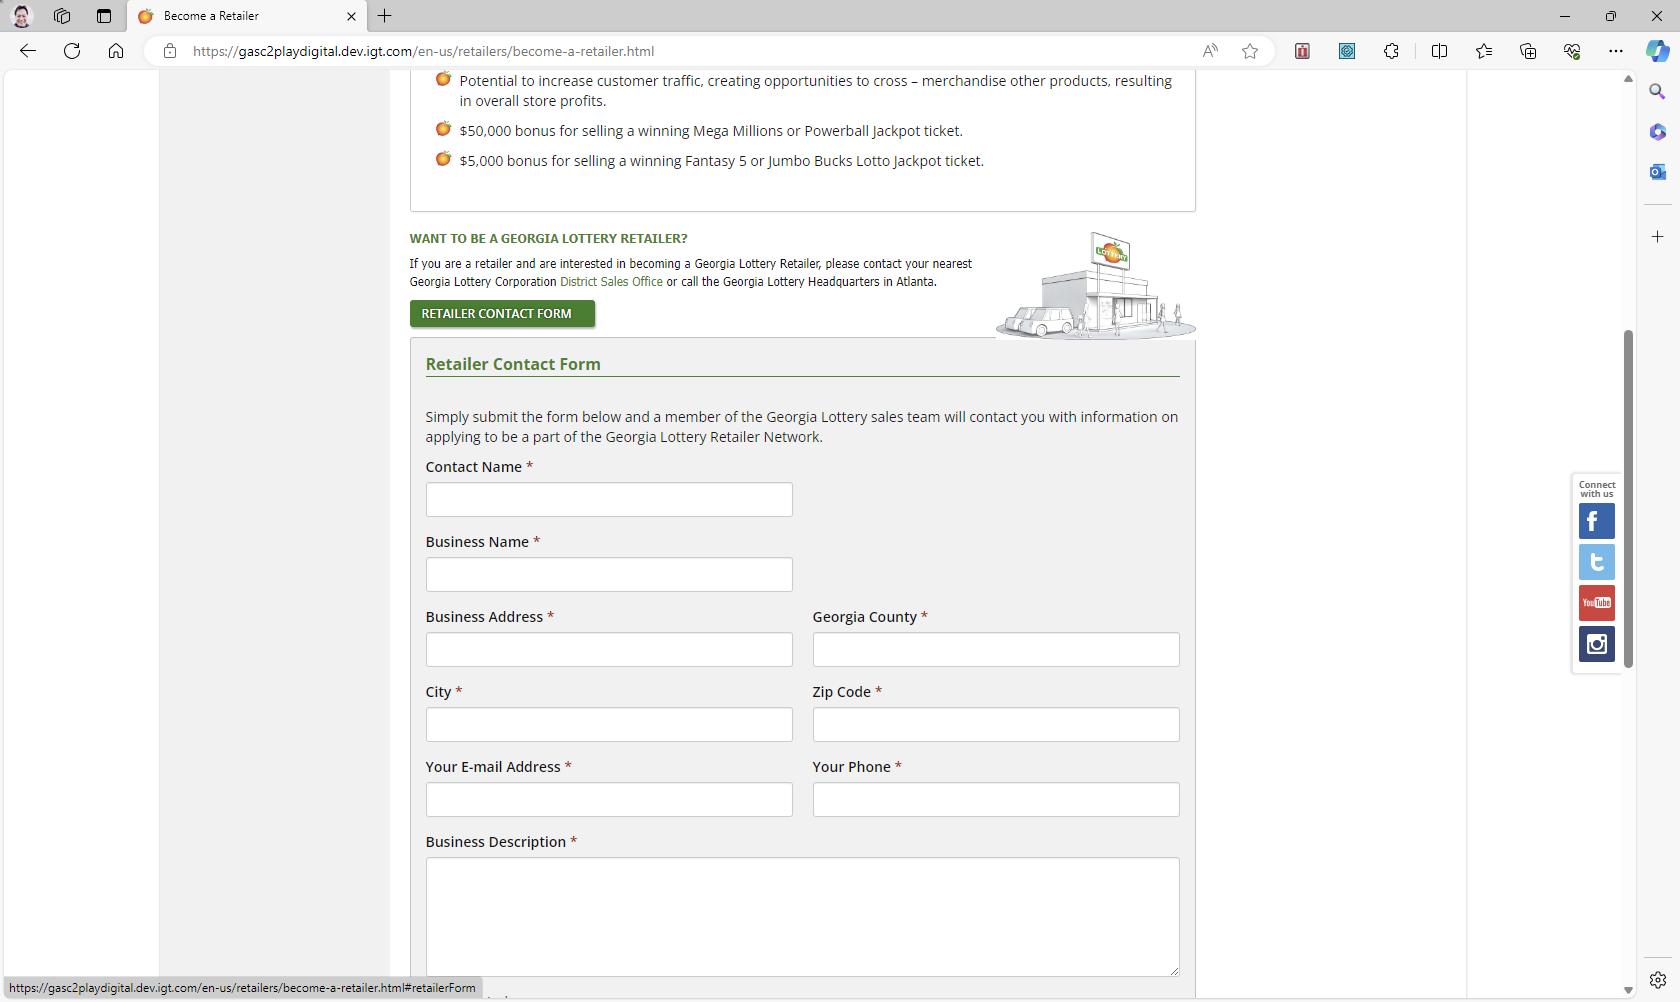 Become a Retailer
https://gasc2playdigital.dev.igt.com/en-us/retailers/become-a-retailer.html
Potential to increase customer traffic, creating opportunities to cross – merchandise other products, resulting
in overall store profits.
$50,000 bonus for selling a winning Mega Millions or Powerball Jackpot ticket.
$5,000 bonus for selling a winning Fantasy 5 or Jumbo Bucks Lotto Jackpot ticket.
WANT TO BE A GEORGIA LOTTERY RETAILER?
If you are a retailer and are interested in becoming a Georgia Lottery Retailer, please contact your nearest
Georgia Lottery Corporation District Sales Office or call the Georgia Lottery Headquarters in Atlanta.
LOTTERY
RETAILER CONTACT FORM
Retailer Contact Form
Simply submit the form below and a member of the Georgia Lottery sales team will contact you with information on
applying to be a part of the Georgia Lottery Retailer Network.
Contact Name *
Business Name *
Business Address *
Georgia County *
City *
Zip Code *
Your E-mail Address *
Your Phone *
Business Description *
Connect
with us
YouTube
https://gasc2playdigital.dev.igt.com/en-us/retailers/become-a-retailer.html#retailerForm